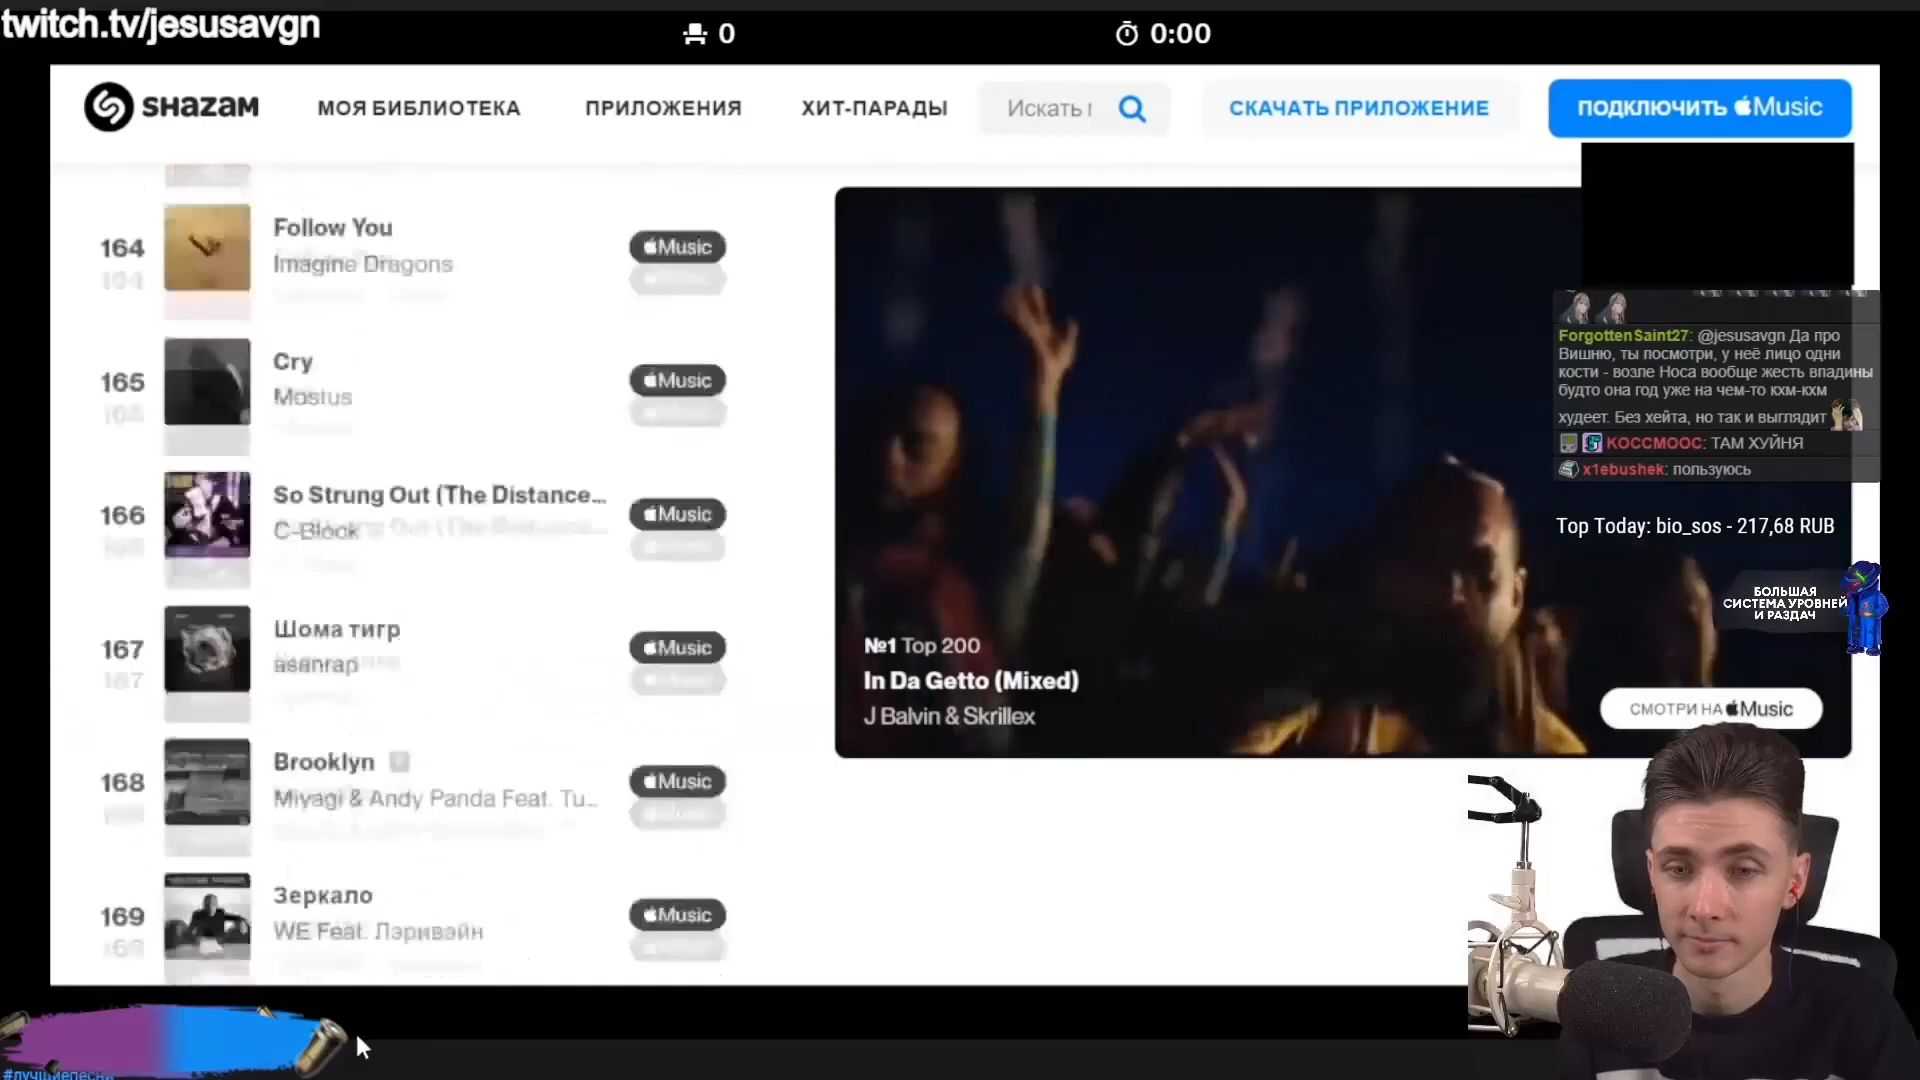 twitch.tv/jesusavgn
0
0:00
SHAZAM
МОЯ БИБЛИОТЕКА
ПРИЛОЖЕНИЯ
ХИТ-ПАРАДЫ
Искать
СКАЧАТЬ ПРИЛОЖЕНИЕ
ПОДКЛЮЧИТЬ Music
164
Follow You
Imagine Dragons
Music
165
Cry
Mostus
Music
166
So Strung Out (The Distance...
C-Block
Music
167
Шома тигр
asanrap
Music
168
Brooklyn
Miyagi & Andy Panda Feat. Tu...
Music
169
Зеркало
WE Feat. Лэривэйн
Music
№1 Top 200
In Da Getto (Mixed)
J Balvin & Skrillex
СМОТРИ НА Music
ForgottenSaint27: @jesusavgn Да про
Вишню, ты посмотри, у неё лицо одни
кости - возле Носа вообще жесть впадины
будто она год уже на чем-то кхм-кхм
худеет. Без хейта, но так и выглядит
KOCCMOOC: ТАМ ХУЙНЯ
x1ebushek: пользуюсь
Top Today: bio_sos - 217,68 RUB
БОЛЬШАЯ
СИСТЕМА УРОВНЕЙ
И РАЗДАЧ
#лучшиепесни